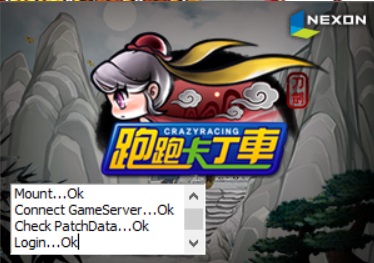 NEXON
CRAZYRACING
跑跑卡丁車
Mount...Ok
Connect GameServer...Ok
Check PatchData...Ok
Login...Ok